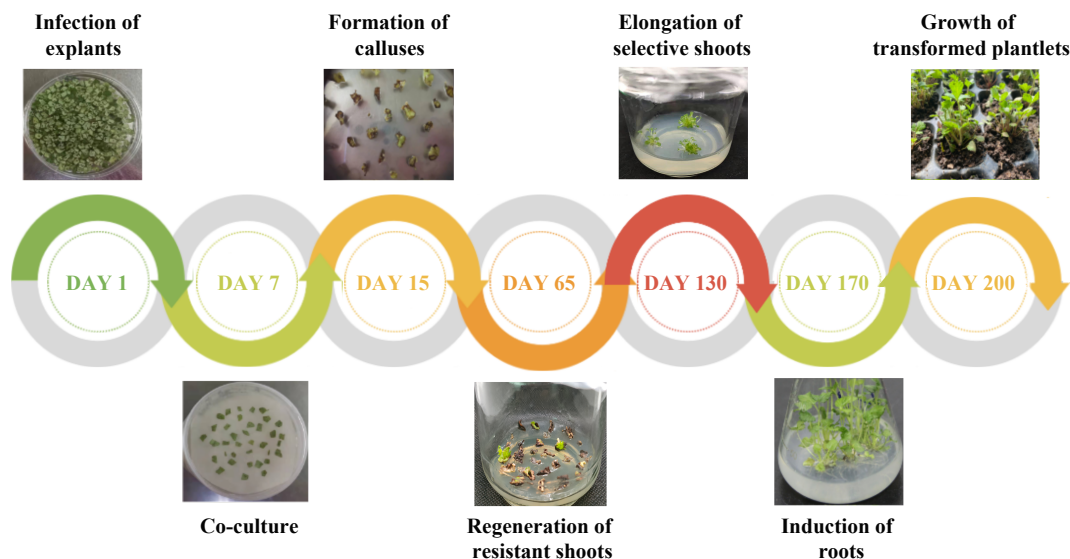 Infection of
explants
Formation of
calluses
Elongation of
selective shoots
Growth of
transformed plantlets
DAY 1
DAY 7
DAY 15
DAY 65
DAY 130
DAY 170
DAY 200
Co-culture
Regeneration of
resistant shoots
Induction of
roots